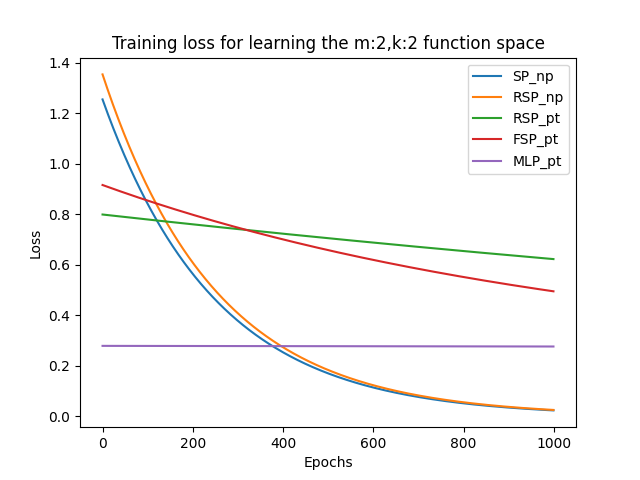 Training loss for learning the m:2,k:2 function space
SP_np
RSP_np
RSP_pt
FSP_pt
MLP_pt
Loss
1.4
1.2
1.0
0.8
0.6
0.4
0.2
0.0
0
200
400
600
800
1000
Epochs